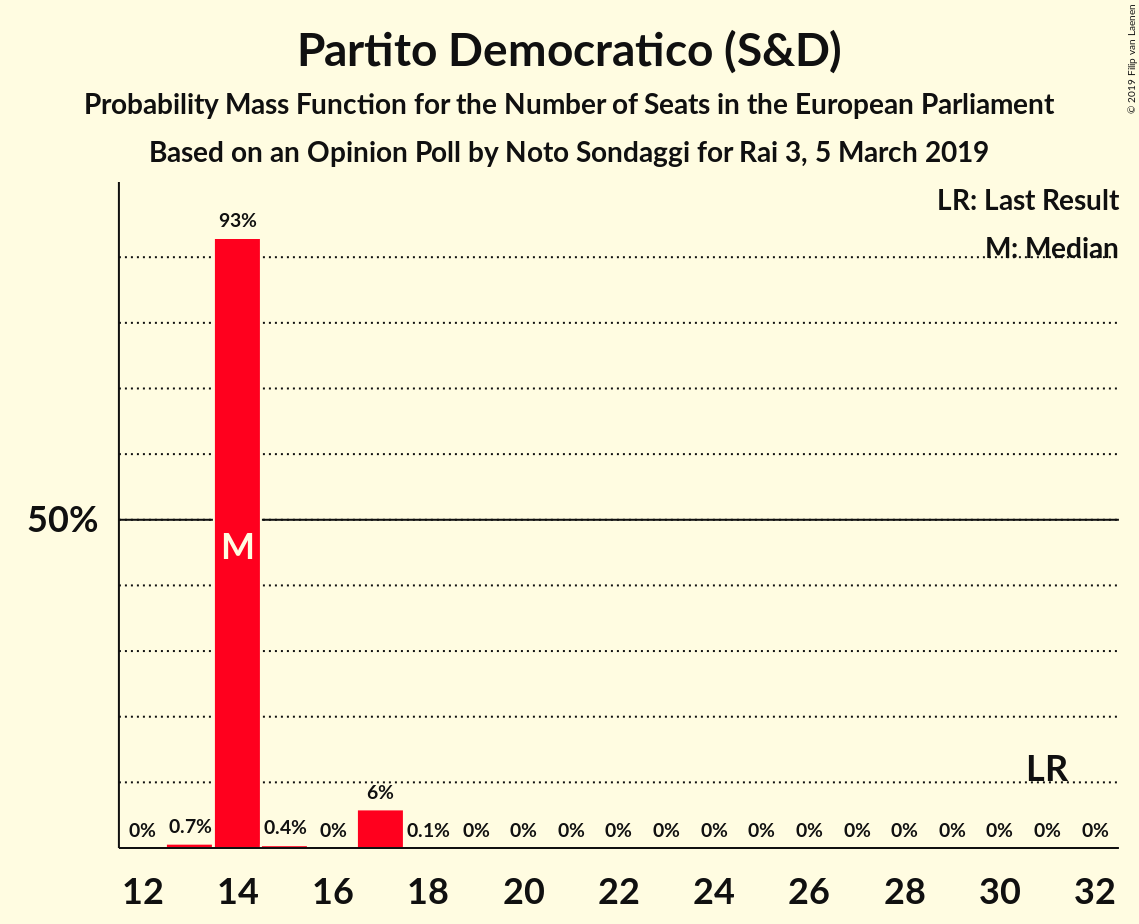 Partito Democratico (S&D)
Probability Mass Function for the Number of Seats in the European Parliament
Based on an Opinion Poll by Noto Sondaggi for Rai 3, 5 March 2019
© 2019 Filip van Laenen
LR: Last Result
M: Median
93%
50%
M
LR
0% 0.7% 0.4% 0% 6% 0.1% 0% 0% 0% 0% 0% 0% 0% 0% 0% 0% 0% 0% 0% 0%
12 14 16 18 20 22 24 26 28 30 32